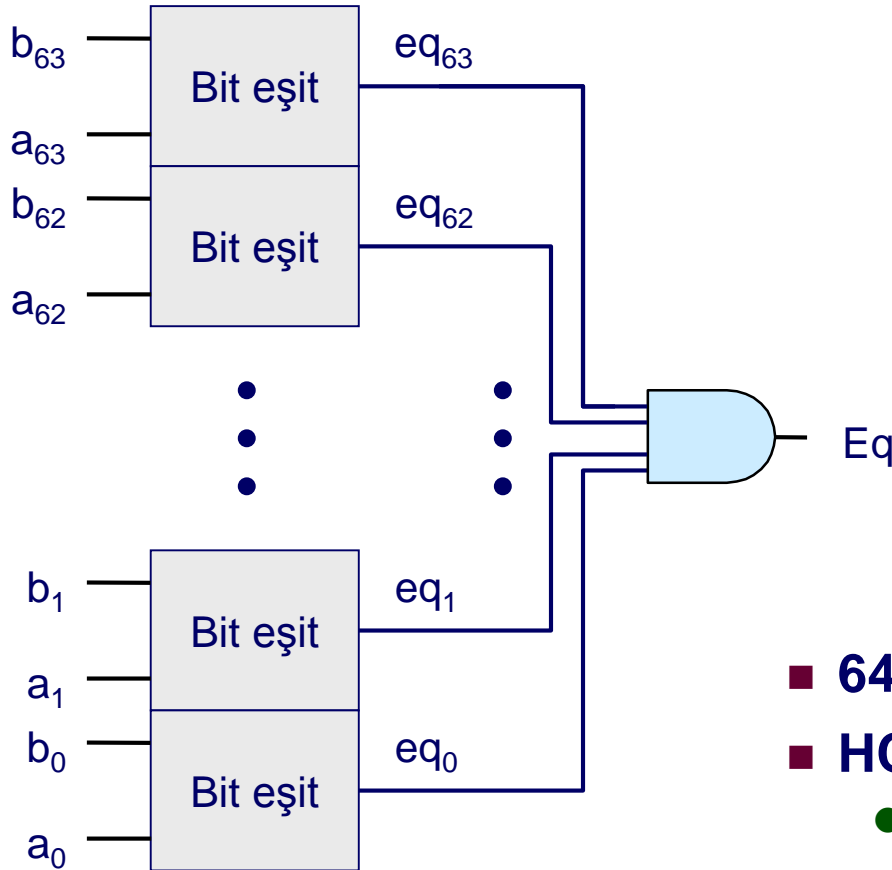 b₆₃
Bit eşit
eq₆₃
a₆₃
b₆₂
Bit eşit
eq₆₂
a₆₂
Eq
b₁
Bit eşit
eq₁
a₁
b₀
Bit eşit
eq₀
a₀
64